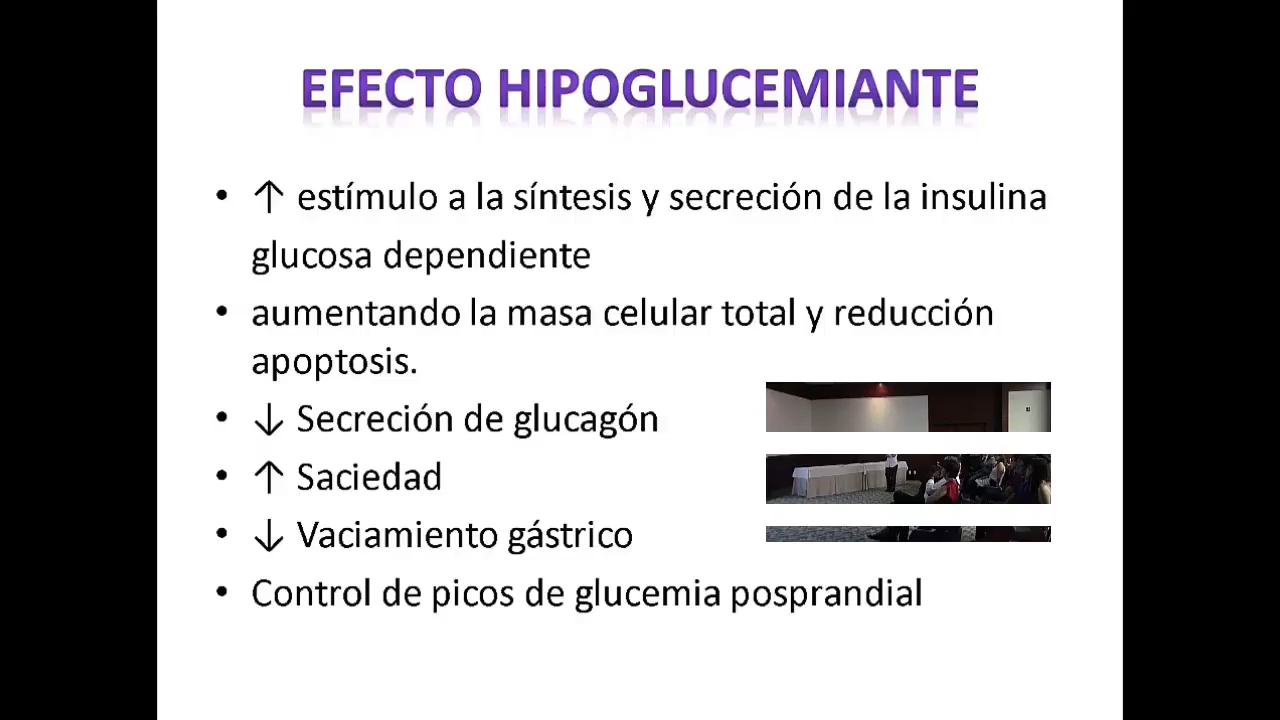 EFECTO HIPOGLUCEMIANTE
• ↑ estímulo a la síntesis y secreción de la insulina
glucosa dependiente
• aumentando la masa celular total y reducción
apoptosis.
• ↓ Secreción de glucagón
• ↑ Saciedad
• ↓ Vaciamiento gástrico
• Control de picos de glucemia posprandial